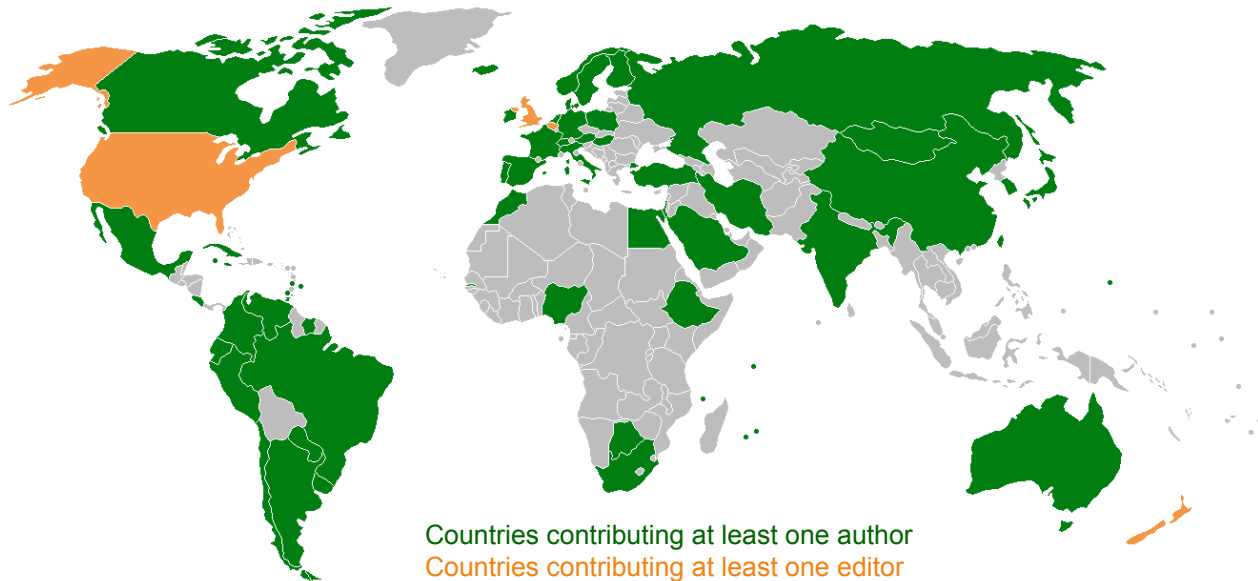 Countries contributing at least one author
Countries contributing at least one editor